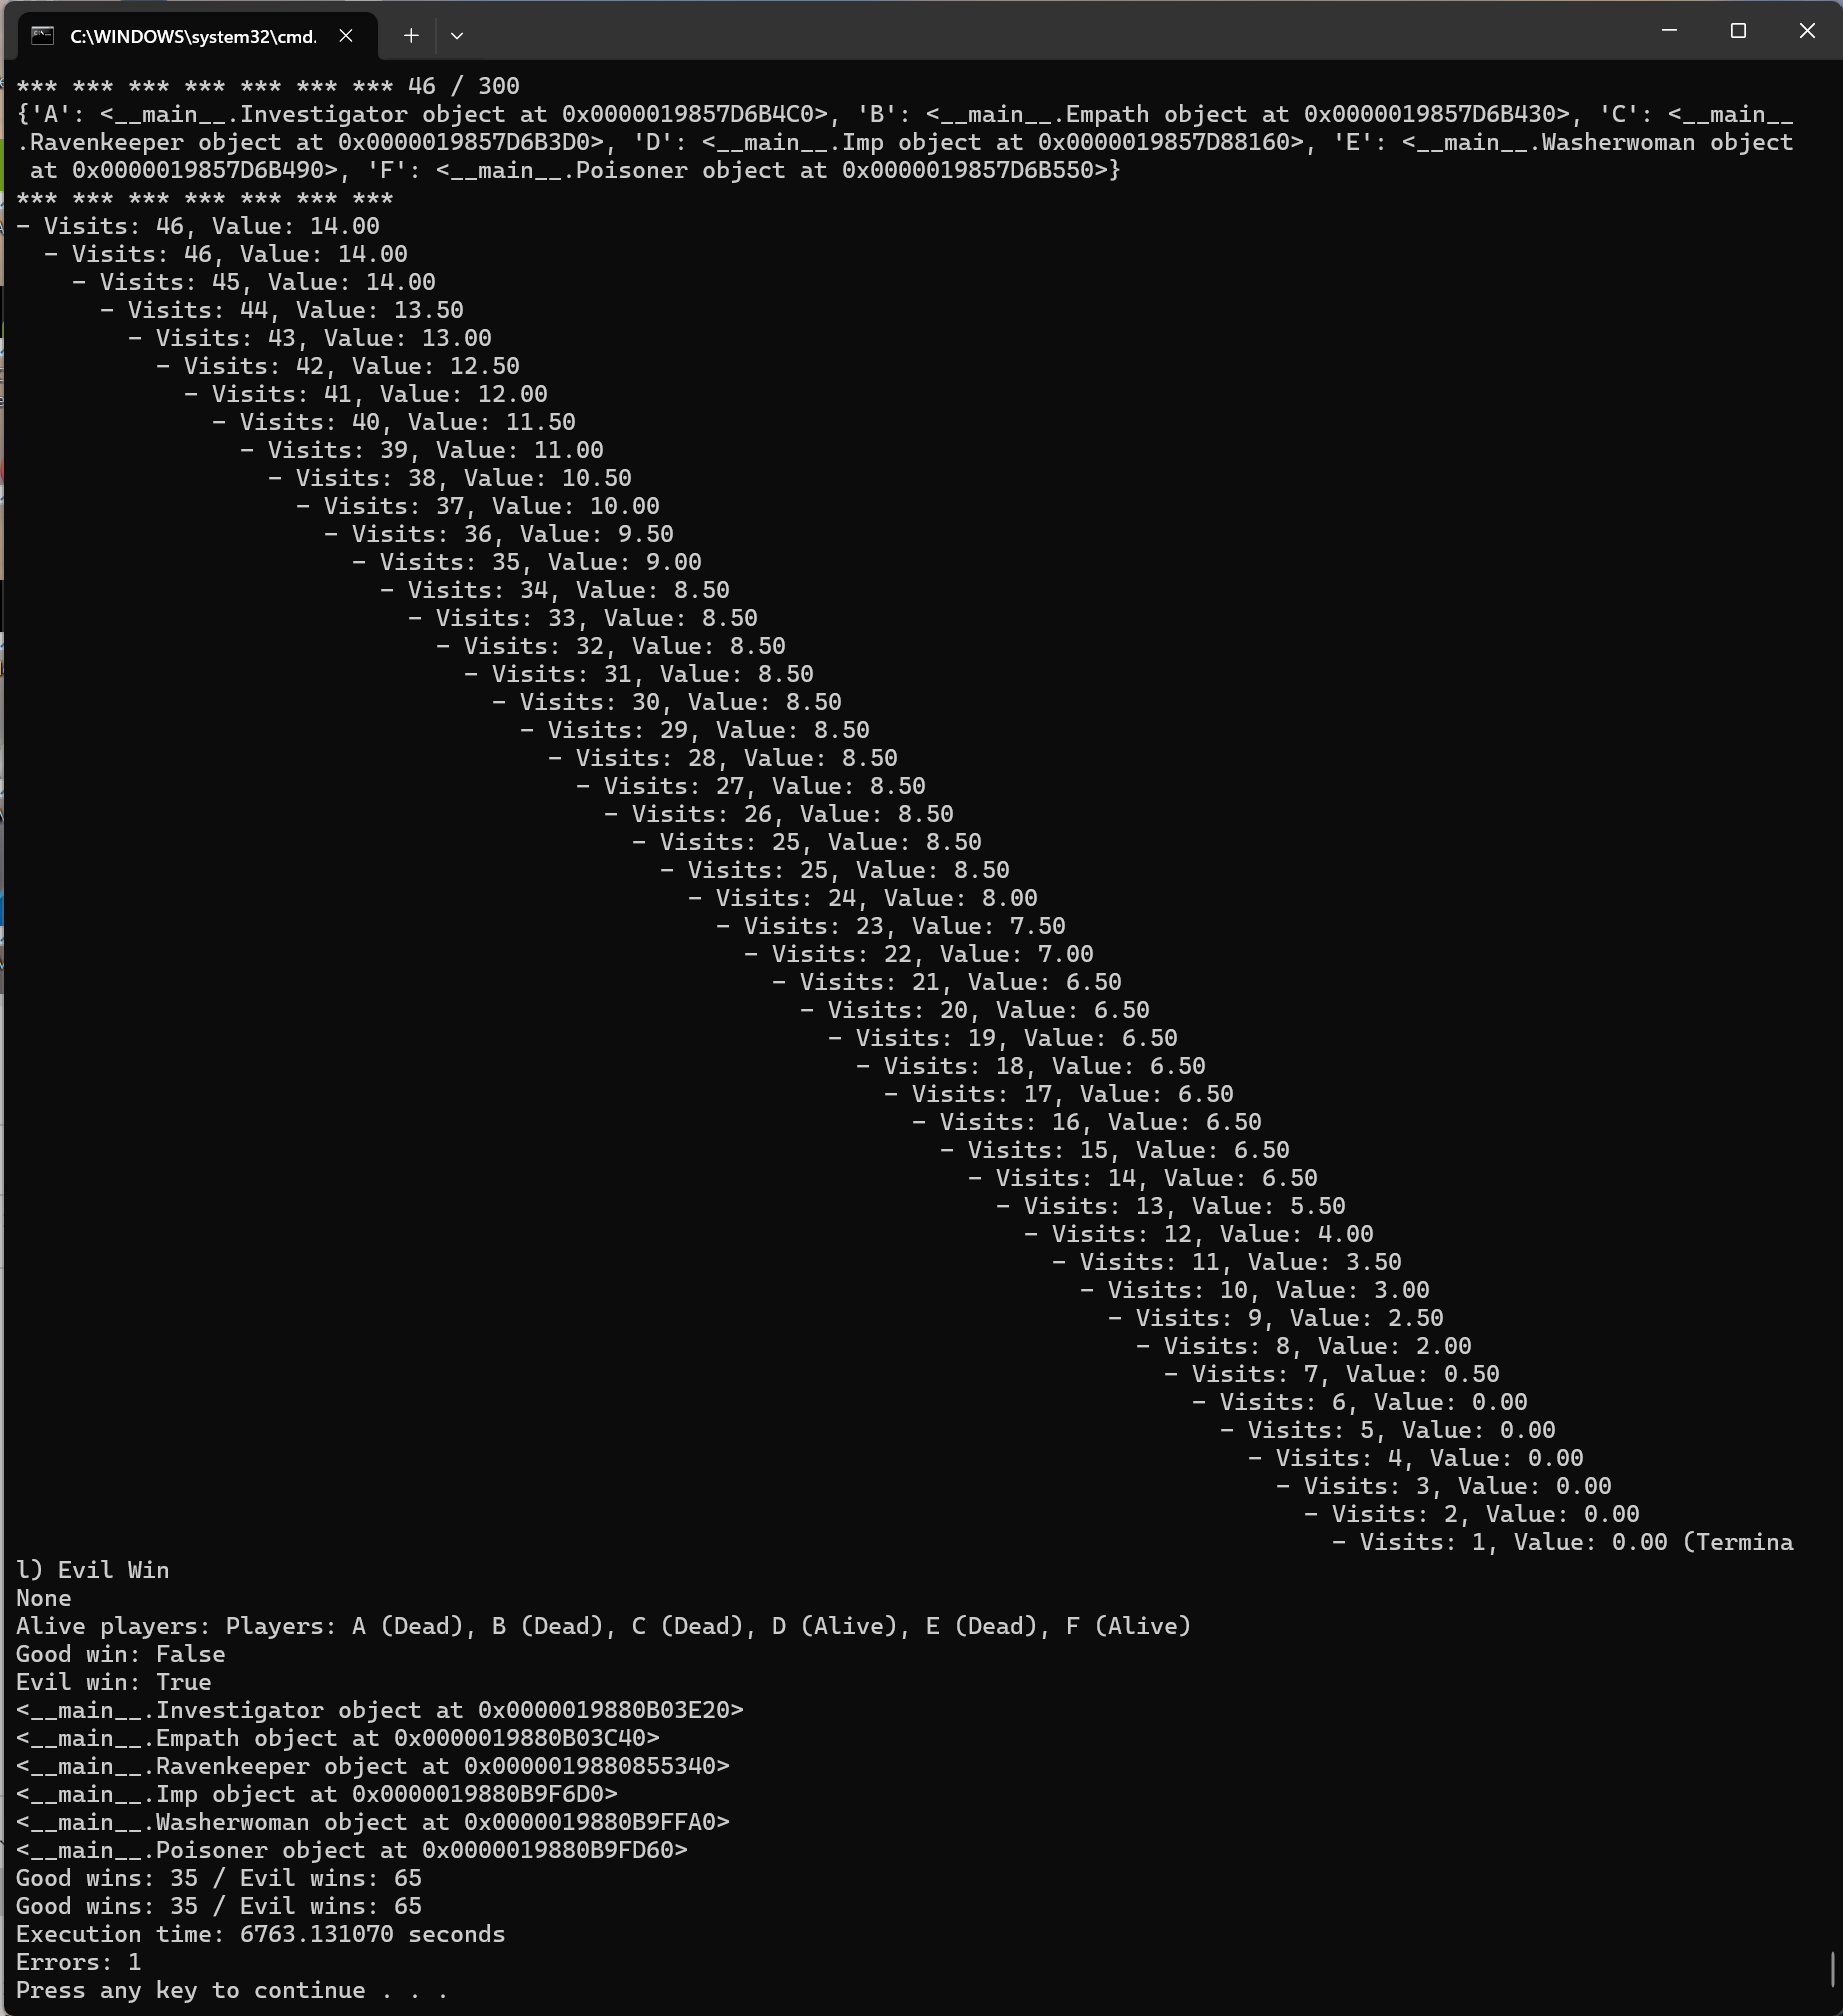 C:\WINDOWS\system32\cmd.
*** *** *** *** *** *** *** 46 / 300
{'A': <__main__.Investigator object at 0x0000019857D6B4C0>, 'B': <__main__.Empath object at 0x0000019857D6B430>, 'C': <__main__
.Ravenkeeper object at 0x0000019857D6B3D0>, 'D': <__main__.Imp object at 0x0000019857D88160>, 'E': <__main__.Washerwoman object
 at 0x0000019857D6B490>, 'F': <__main__.Poisoner object at 0x0000019857D6B550>}
*** *** *** *** *** *** ***
- Visits: 46, Value: 14.00
  - Visits: 46, Value: 14.00
    - Visits: 45, Value: 14.00
      - Visits: 44, Value: 13.50
        - Visits: 43, Value: 13.00
          - Visits: 42, Value: 12.50
            - Visits: 41, Value: 12.00
              - Visits: 40, Value: 11.50
                - Visits: 39, Value: 11.00
                  - Visits: 38, Value: 10.50
                    - Visits: 37, Value: 10.00
                      - Visits: 36, Value: 9.50
                        - Visits: 35, Value: 9.00
                          - Visits: 34, Value: 8.50
                            - Visits: 33, Value: 8.50
                              - Visits: 32, Value: 8.50
                                - Visits: 31, Value: 8.50
                                  - Visits: 30, Value: 8.50
                                    - Visits: 29, Value: 8.50
                                      - Visits: 28, Value: 8.50
                                        - Visits: 27, Value: 8.50
                                          - Visits: 26, Value: 8.50
                                            - Visits: 25, Value: 8.50
                                              - Visits: 25, Value: 8.50
                                                - Visits: 24, Value: 8.00
                                                  - Visits: 23, Value: 7.50
                                                    - Visits: 22, Value: 7.00
                                                      - Visits: 21, Value: 6.50
                                                        - Visits: 20, Value: 6.50
                                                          - Visits: 19, Value: 6.50
                                                            - Visits: 18, Value: 6.50
                                                              - Visits: 17, Value: 6.50
                                                                - Visits: 16, Value: 6.50
                                                                  - Visits: 15, Value: 6.50
                                                                    - Visits: 14, Value: 6.50
                                                                      - Visits: 13, Value: 5.50
                                                                        - Visits: 12, Value: 4.00
                                                                          - Visits: 11, Value: 3.50
                                                                            - Visits: 10, Value: 3.00
                                                                              - Visits: 9, Value: 2.50
                                                                                - Visits: 8, Value: 2.00
                                                                                  - Visits: 7, Value: 0.50
                                                                                    - Visits: 6, Value: 0.00
                                                                                      - Visits: 5, Value: 0.00
                                                                                        - Visits: 4, Value: 0.00
                                                                                          - Visits: 3, Value: 0.00
                                                                                            - Visits: 2, Value: 0.00
                                                                                              - Visits: 1, Value: 0.00 (Termina
l) Evil Win
None
Alive players: Players: A (Dead), B (Dead), C (Dead), D (Alive), E (Dead), F (Alive)
Good win: False
Evil win: True
<__main__.Investigator object at 0x0000019880B03E20>
<__main__.Empath object at 0x0000019880B03C40>
<__main__.Ravenkeeper object at 0x0000019880855340>
<__main__.Imp object at 0x0000019880B9F6D0>
<__main__.Washerwoman object at 0x0000019880B9FFA0>
<__main__.Poisoner object at 0x0000019880B9FD60>
Good wins: 35 / Evil wins: 65
Good wins: 35 / Evil wins: 65
Execution time: 6763.131070 seconds
Errors: 1
Press any key to continue . . .